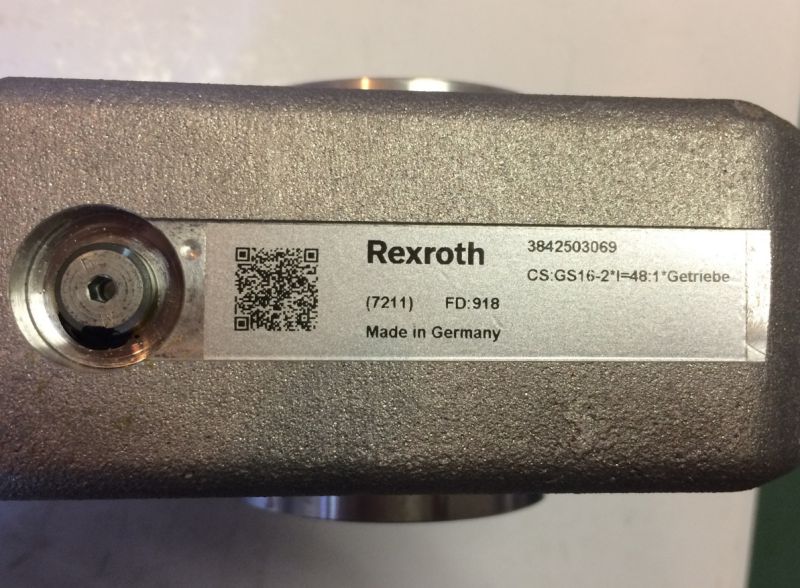 Rexroth
3842503069
CS:GS16-2*I=48:1*Getriebe
(7211) FD:918
Made in Germany